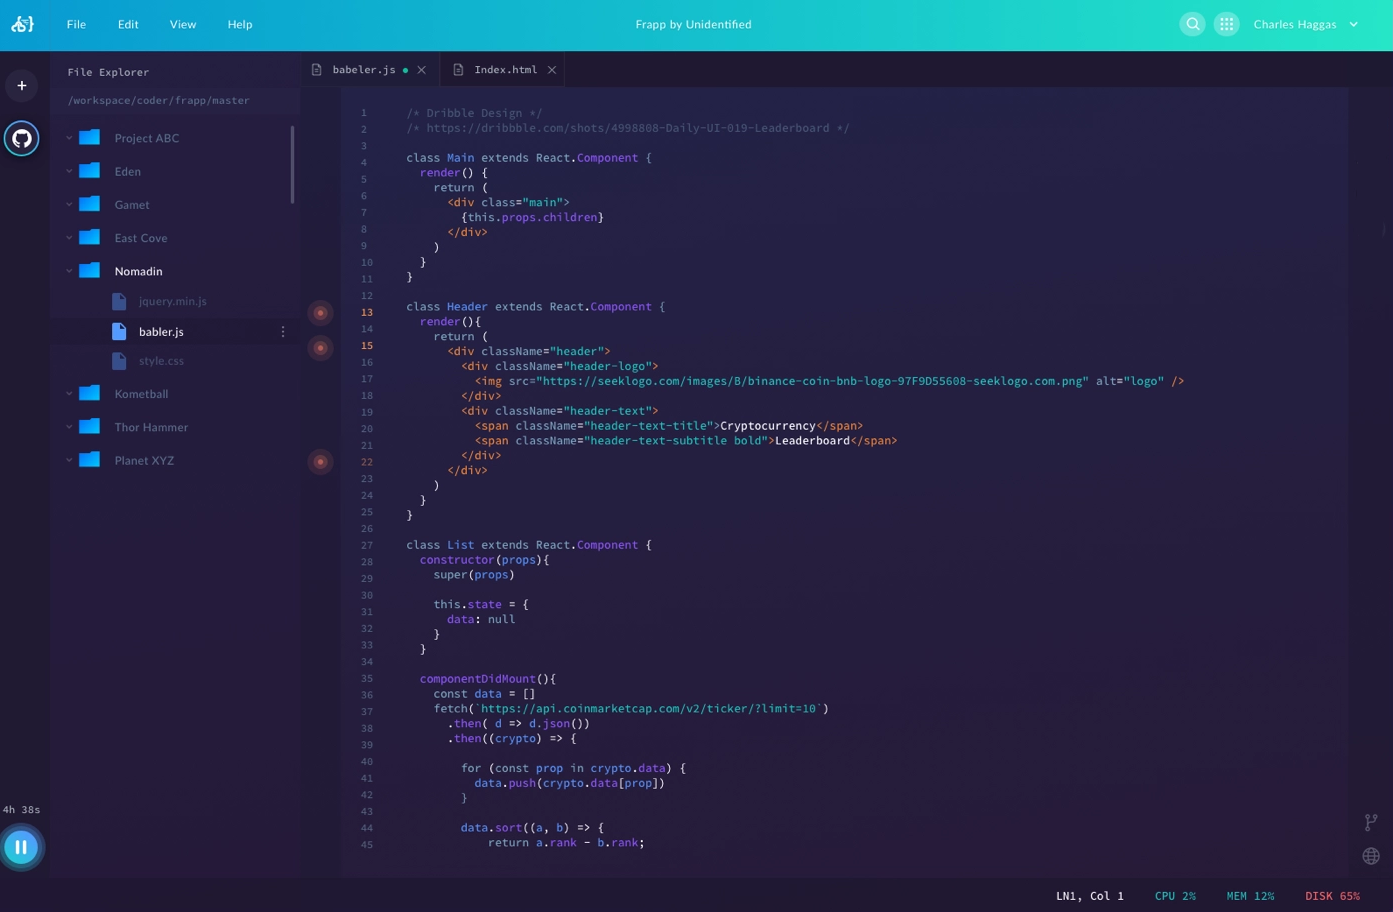 File Edit View Help Frapp by Unidentified Charles Haggas
File Explorer
/workspace/coder/frapp/master
Project ABC
Eden
Gamet
East Cove
Nomadin
jquery.min.js
babler.js
style.css
Kometball
Thor Hammer
Planet XYZ
4h 38s
babeler.js Index.html
1 /* Dribble Design */
2 /* https://dribbble.com/shots/4998808-Daily-UI-019-Leaderboard */
3
4 class Main extends React.Component {
5 render() {
6 return (
7 <div class="main">
8 {this.props.children}
9 </div>
10 )
11 }
12 }
13
14 class Header extends React.Component {
15 render(){
16 return (
17 <div className="header">
18 <div className="header-logo">
19 <img src="https://seeklogo.com/images/B/binance-coin-bnb-logo-97F9D55608-seeklogo.com.png" alt="logo" />
20 </div>
21 <div className="header-text">
22 <span className="header-text-title">Cryptocurrency</span>
23 <span className="header-text-subtitle bold">Leaderboard</span>
24 </div>
25 </div>
26 )
27 }
28 }
29
30 class List extends React.Component {
31 constructor(props){
32 super(props)
33
34 this.state = {
35 data: null
36 }
37 }
38
39 componentDidMount(){
40 const data = []
41 fetch(`https://api.coinmarketcap.com/v2/ticker/?limit=10`)
42 .then( d => d.json())
43 .then((crypto) => {
44
45 for (const prop in crypto.data) {
data.push(crypto.data[prop])
}
data.sort((a, b) => {
return a.rank - b.rank;
LN1, Col 1 CPU 2% MEM 12% DISK 65%